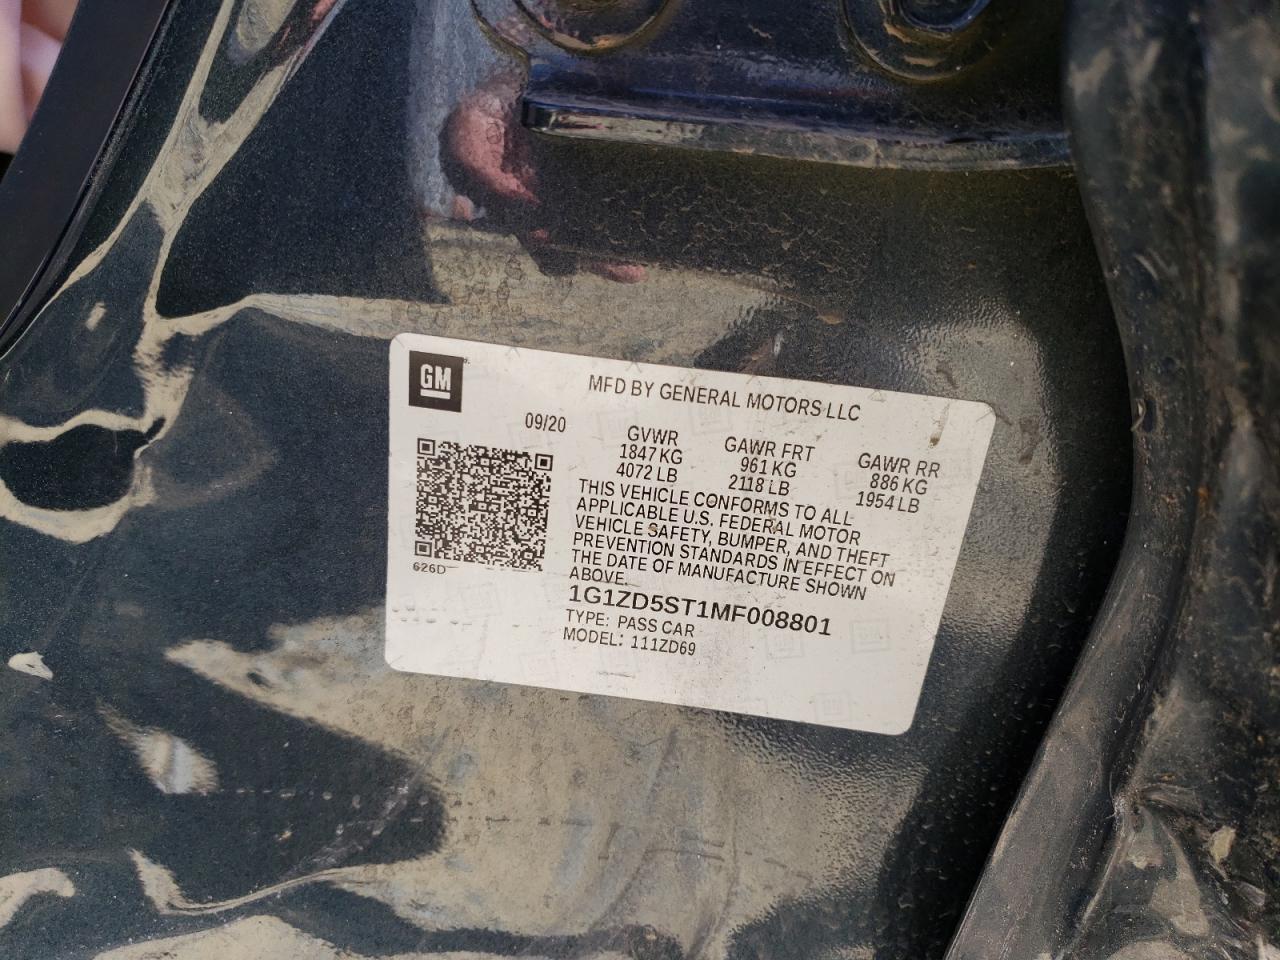 GM
MFD BY GENERAL MOTORS LLC
09/20
GVWR
1847 KG
4072 LB
GAWR FRT
961 KG
2118 LB
GAWR RR
886 KG
1954 LB
THIS VEHICLE CONFORMS TO ALL
APPLICABLE U.S. FEDERAL MOTOR
VEHICLE SAFETY, BUMPER, AND THEFT
PREVENTION STANDARDS IN EFFECT ON
THE DATE OF MANUFACTURE SHOWN
ABOVE.
626D
1G1ZD5ST1MF008801
TYPE: PASS CAR
MODEL: 111ZD69